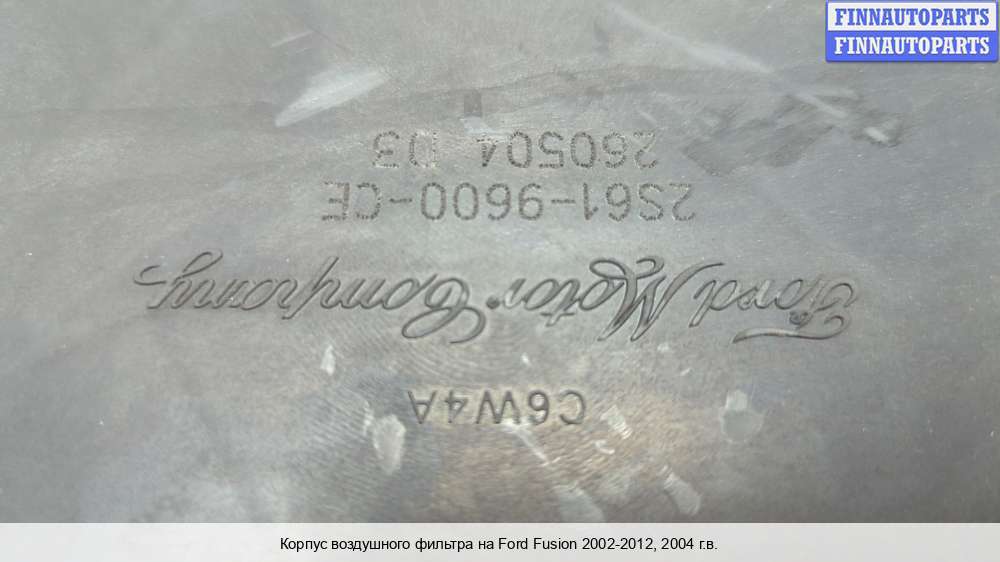 FINNAUTOPARTS
FINNAUTOPARTS
C6W4A
Ford Motor Company
2S61-9600-CE
260504 D3
Корпус воздушного фильтра на Ford Fusion 2002-2012, 2004 г.в.